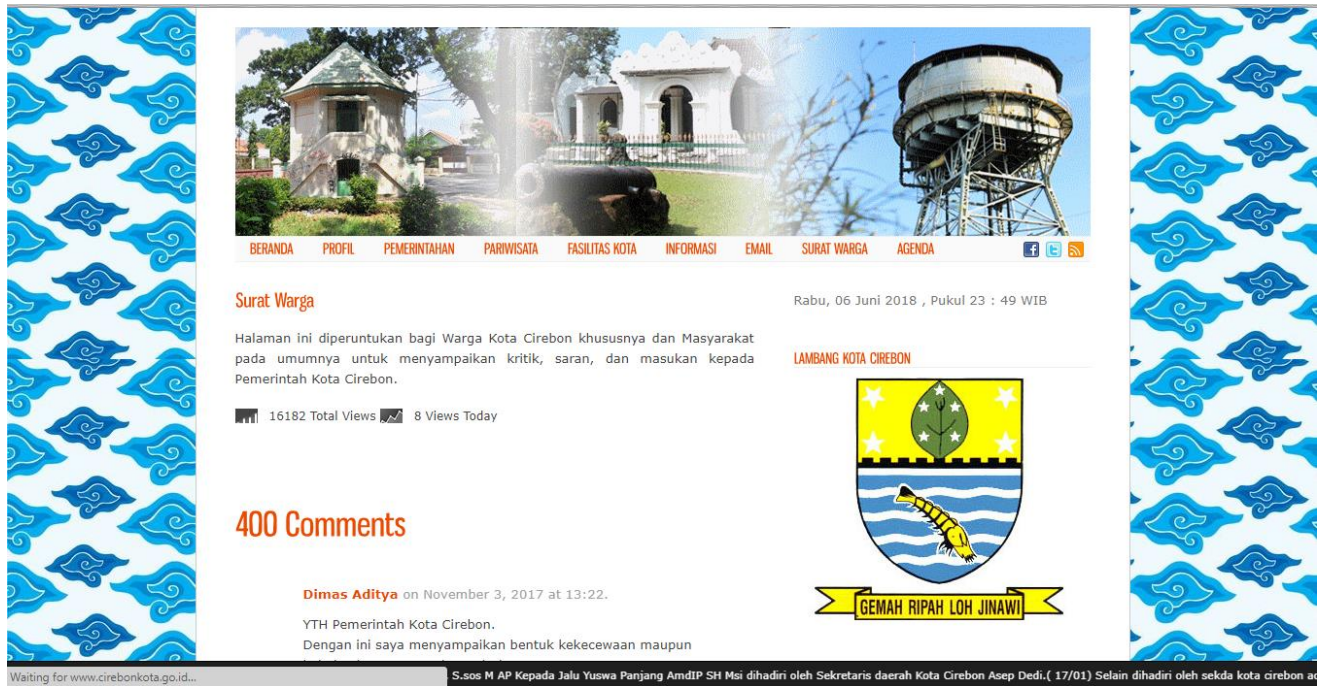 BERANDA PROFIL PEMERINTAHAN PARIWISATA FASILITAS KOTA INFORMASI EMAIL SURAT WARGA AGENDA
Surat Warga
Halaman ini diperuntukan bagi Warga Kota Cirebon khususnya dan Masyarakat
pada umumnya untuk menyampaikan kritik, saran, dan masukan kepada
Pemerintah Kota Cirebon.
16182 Total Views 8 Views Today
400 Comments
Dimas Aditya on November 3, 2017 at 13:22.
YTH Pemerintah Kota Cirebon.
Dengan ini saya menyampaikan bentuk kekecewaan maupun
Rabu, 06 Juni 2018 , Pukul 23 : 49 WIB
LAMBANG KOTA CIREBON
GEMAH RIPAH LOH JINAWI
Waiting for www.cirebonkota.go.id...
S.sos M AP Kepada Jalu Yuswa Panjang AmdIP SH Msi dihadiri oleh Sekretaris daerah Kota Cirebon Asep Dedi.( 17/01) Selain dihadiri oleh sekda kota cirebon